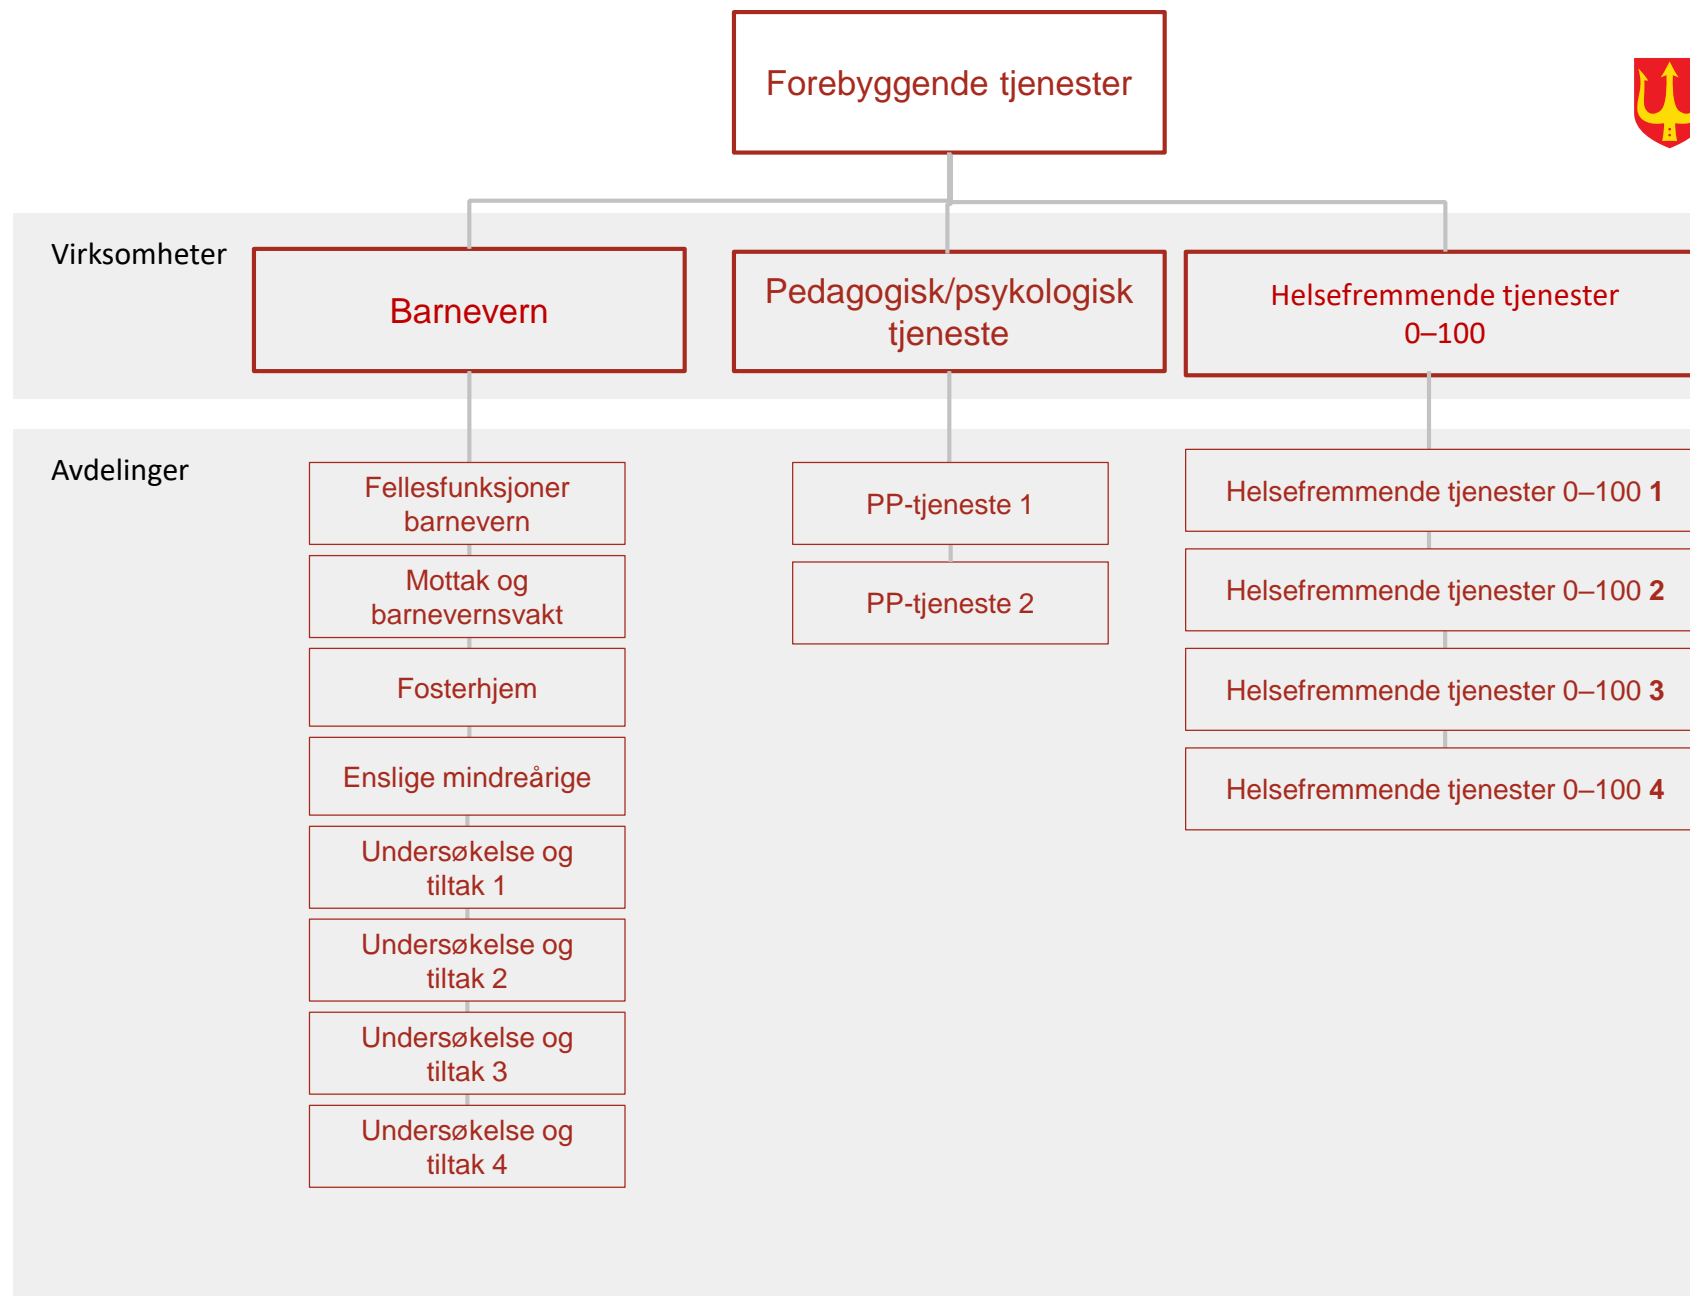 Forebyggende tjenester
Virksomheter
Barnevern
Pedagogisk/psykologisk
tjeneste
Helsefremmende tjenester
0–100
Avdelinger
Fellesfunksjoner
barnevern
Mottak og
barnevernsvakt
Fosterhjem
Enslige mindreårige
Undersøkelse og
tiltak 1
Undersøkelse og
tiltak 2
Undersøkelse og
tiltak 3
Undersøkelse og
tiltak 4
PP-tjeneste 1
PP-tjeneste 2
Helsefremmende tjenester 0–100 1
Helsefremmende tjenester 0–100 2
Helsefremmende tjenester 0–100 3
Helsefremmende tjenester 0–100 4